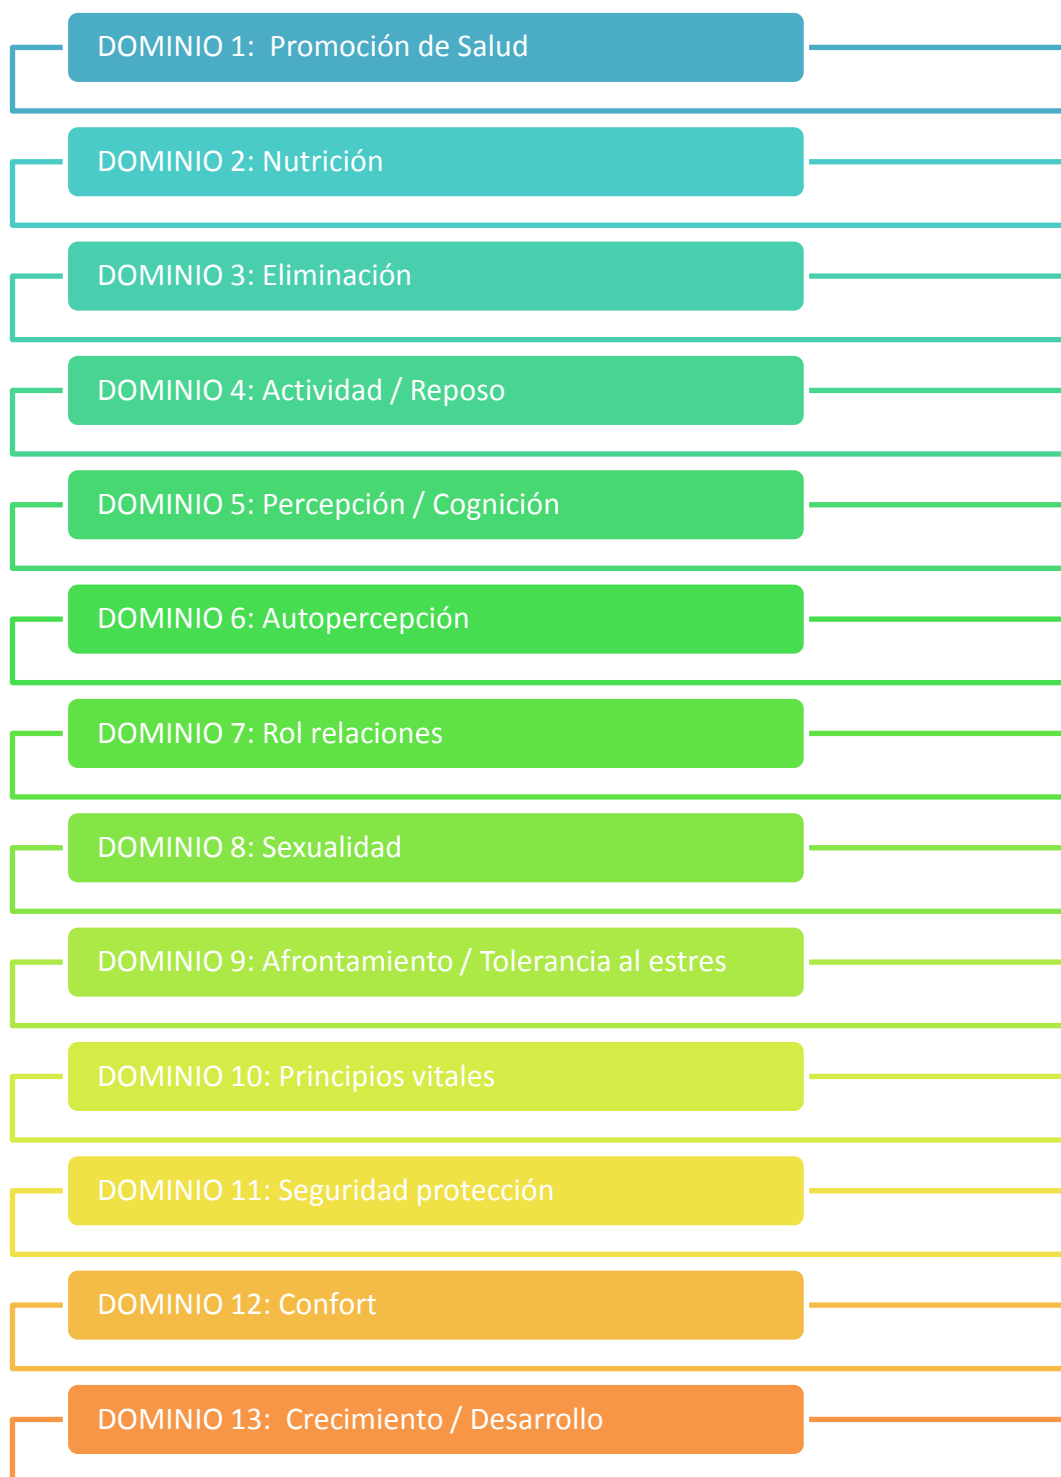 DOMINIO 1:  Promoción de Salud
DOMINIO 2: Nutrición
DOMINIO 3: Eliminación
DOMINIO 4: Actividad / Reposo
DOMINIO 5: Percepción / Cognición
DOMINIO 6: Autopercepción
DOMINIO 7: Rol relaciones
DOMINIO 8: Sexualidad
DOMINIO 9: Afrontamiento / Tolerancia al estres
DOMINIO 10: Principios vitales
DOMINIO 11: Seguridad protección
DOMINIO 12: Confort
DOMINIO 13:  Crecimiento / Desarrollo